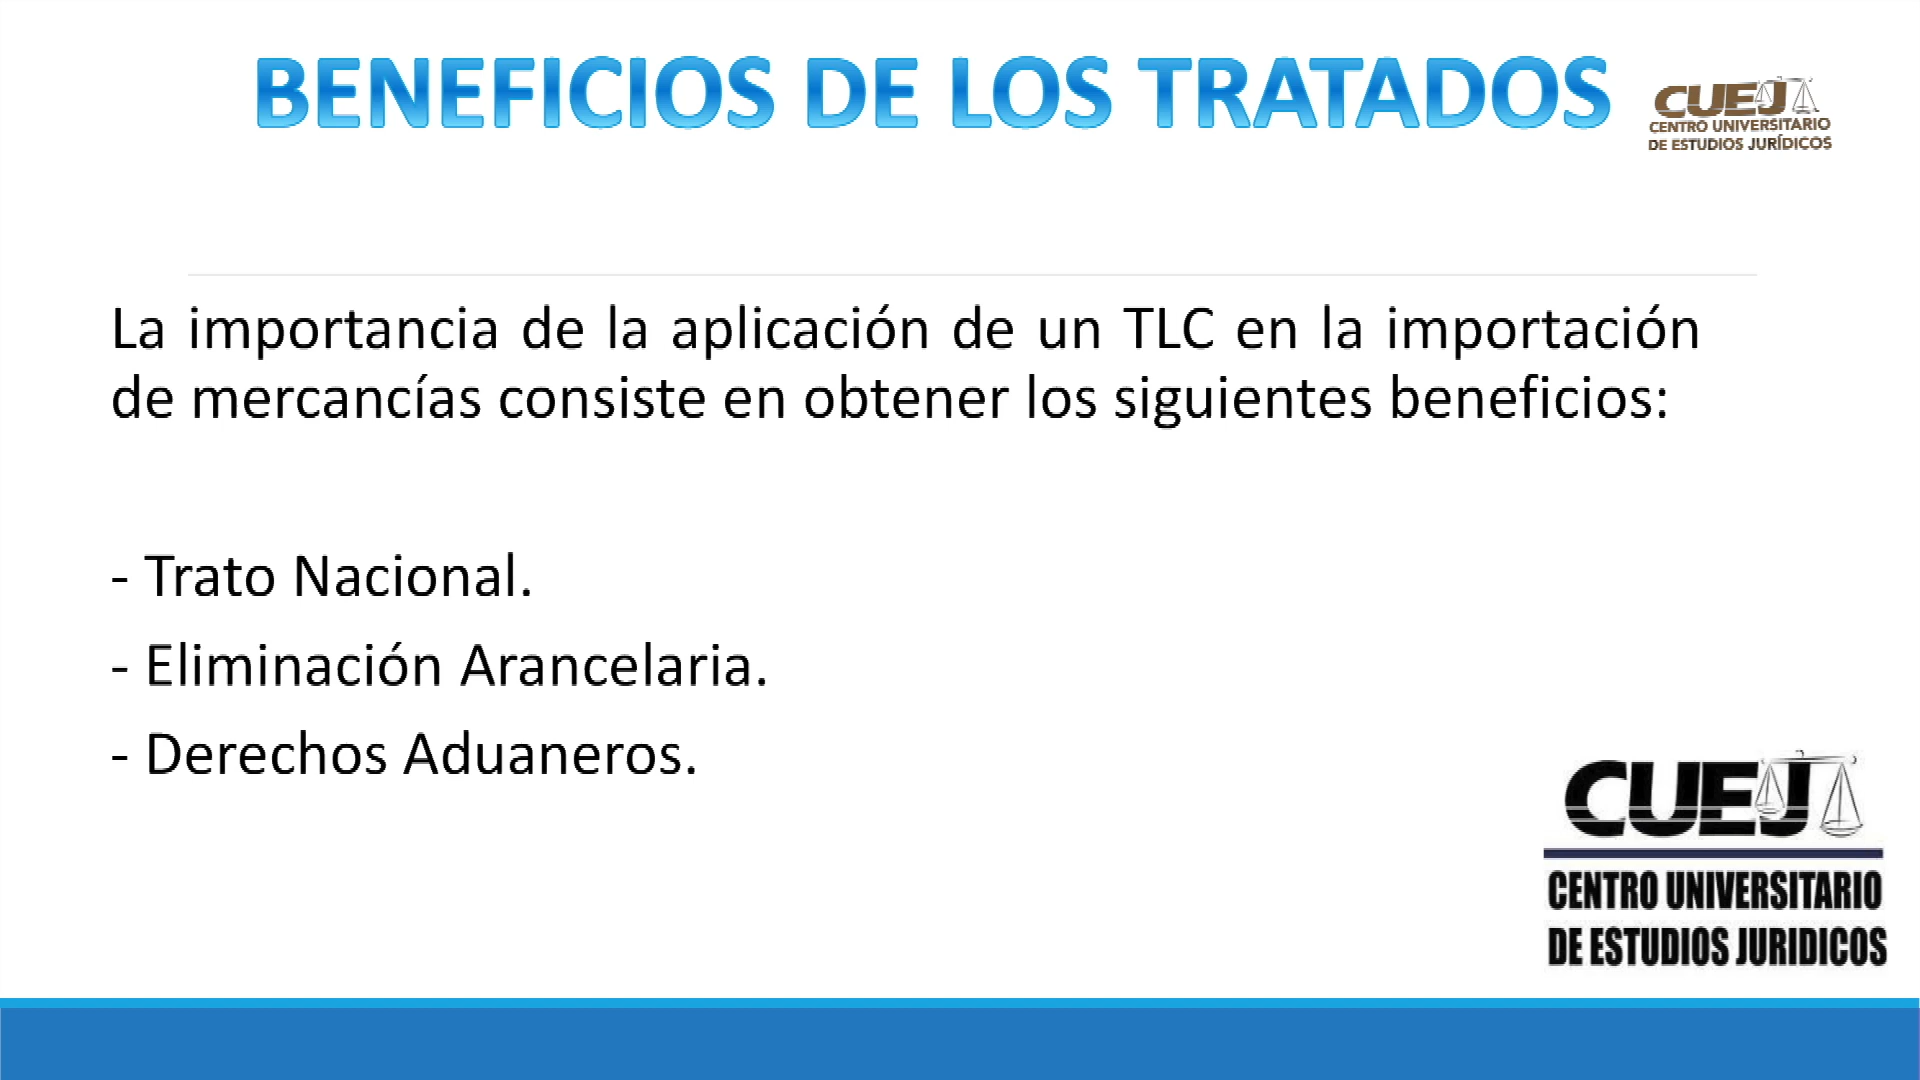 BENEFICIOS DE LOS TRATADOS
CUEJ
CENTRO UNIVERSITARIO
DE ESTUDIOS JURÍDICOS
La importancia de la aplicación de un TLC en la importación
de mercancías consiste en obtener los siguientes beneficios:
- Trato Nacional.
- Eliminación Arancelaria.
- Derechos Aduaneros.
CUEJ
CENTRO UNIVERSITARIO
DE ESTUDIOS JURIDICOS